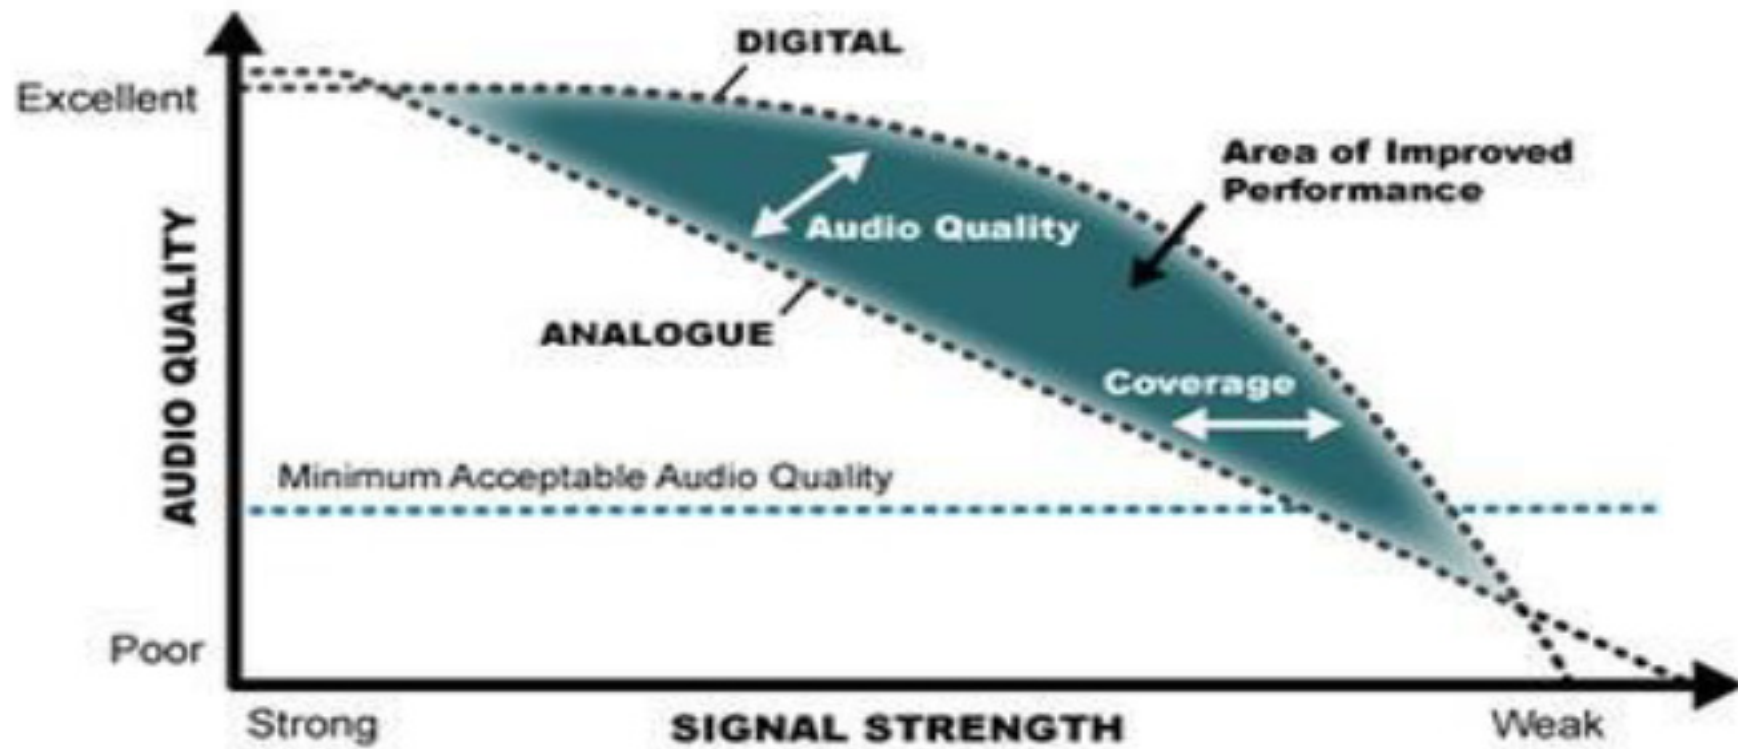 DIGITAL
Excellent
Area of Improved
Performance
Audio Quality
ANALOGUE
Coverage
AUDIO QUALITY
Minimum Acceptable Audio Quality
Poor
Strong
SIGNAL STRENGTH
Weak